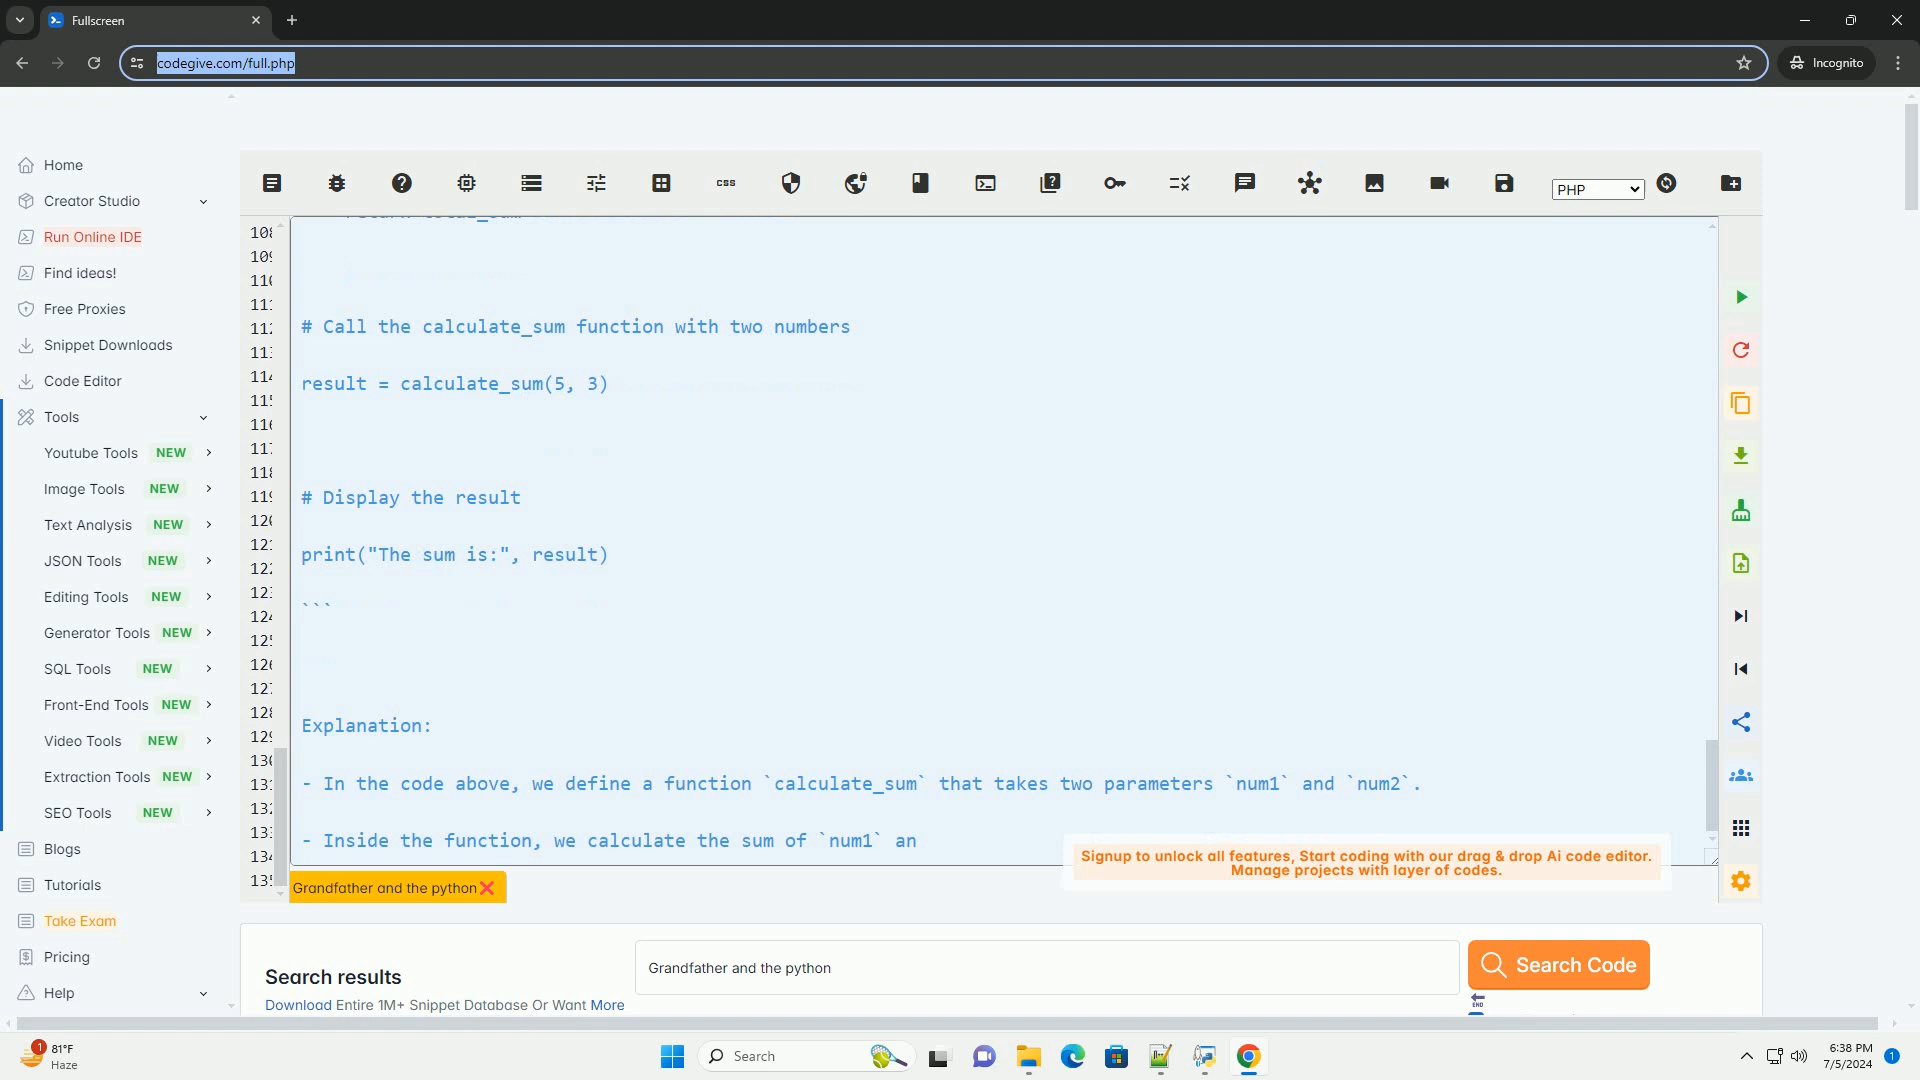 Fullscreen
codegive.com/full.php
Incognito
Home
Creator Studio
Run Online IDE
Find ideas!
Free Proxies
Snippet Downloads
Code Editor
Tools
Youtube Tools NEW
Image Tools NEW
Text Analysis NEW
JSON Tools NEW
Editing Tools NEW
Generator Tools NEW
SQL Tools NEW
Front-End Tools NEW
Video Tools NEW
Extraction Tools NEW
SEO Tools NEW
Blogs
Tutorials
Take Exam
Pricing
Help
CSS
PHP
# Call the calculate_sum function with two numbers
result = calculate_sum(5, 3)
# Display the result
print("The sum is:", result)
```
Explanation:
- In the code above, we define a function `calculate_sum` that takes two parameters `num1` and `num2`.
- Inside the function, we calculate the sum of `num1` an
Signup to unlock all features, Start coding with our drag & drop Ai code editor.
Manage projects with layer of codes.
Grandfather and the python
Search results
Download Entire 1M+ Snippet Database Or Want More
Grandfather and the python
Search Code
END
1
81°F
Haze
Search
6:38 PM
7/5/2024
1